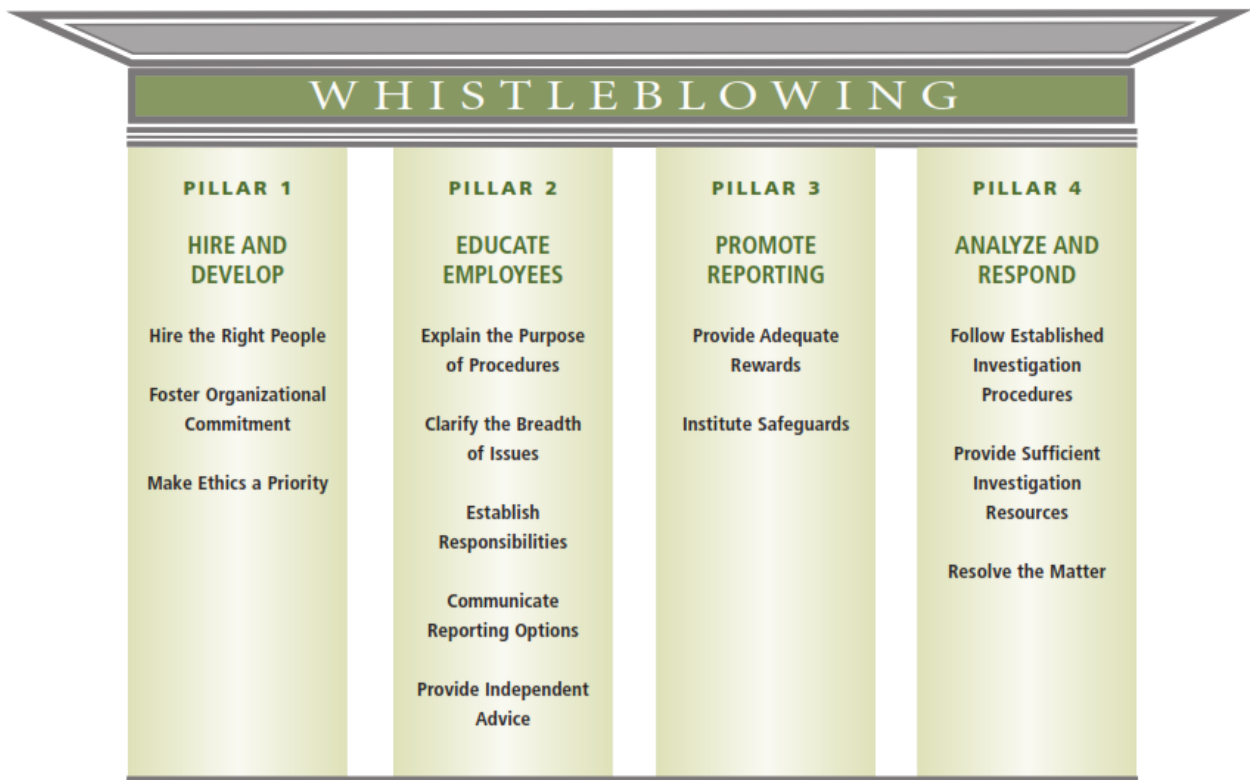 WHISTLEBLOWING
PILLAR 1
HIRE AND
DEVELOP
Hire the Right People
Foster Organizational
Commitment
Make Ethics a Priority
PILLAR 2
EDUCATE
EMPLOYEES
Explain the Purpose
of Procedures
Clarify the Breadth
of Issues
Establish
Responsibilities
Communicate
Reporting Options
Provide Independent
Advice
PILLAR 3
PROMOTE
REPORTING
Provide Adequate
Rewards
Institute Safeguards
PILLAR 4
ANALYZE AND
RESPOND
Follow Established
Investigation
Procedures
Provide Sufficient
Investigation
Resources
Resolve the Matter